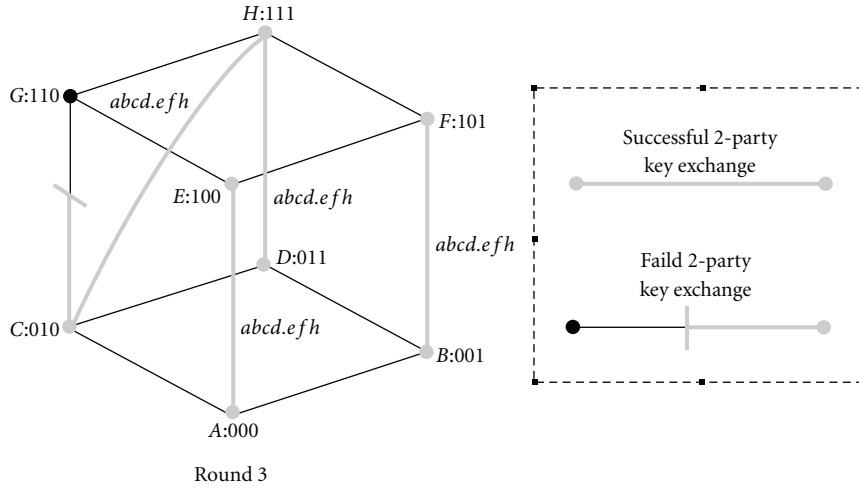 H:111
G:110
abcd.efh
F:101
E:100
abcd.efh
abcd.efh
D:011
C:010
abcd.efh
B:001
A:000
Round 3
Successful 2-party
key exchange
Faild 2-party
key exchange